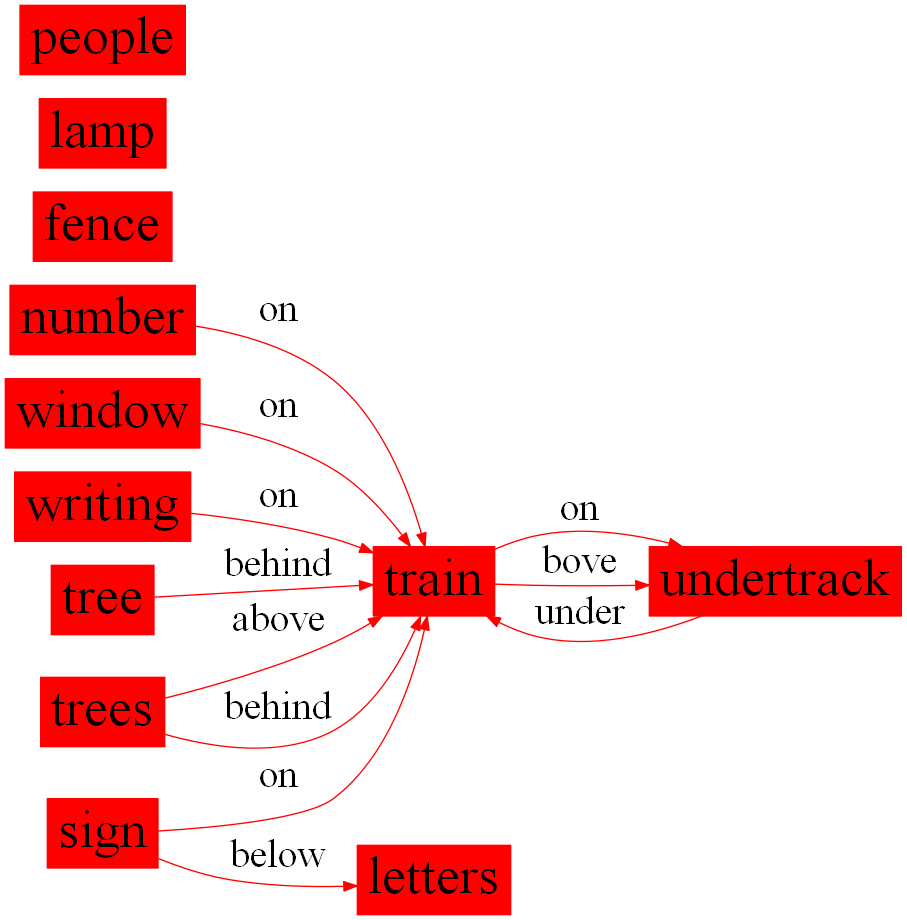 people
lamp
fence
number
on
window
on
writing
on
on
behind
bove
train
undertrack
tree
under
above
trees
behind
on
sign
below
letters